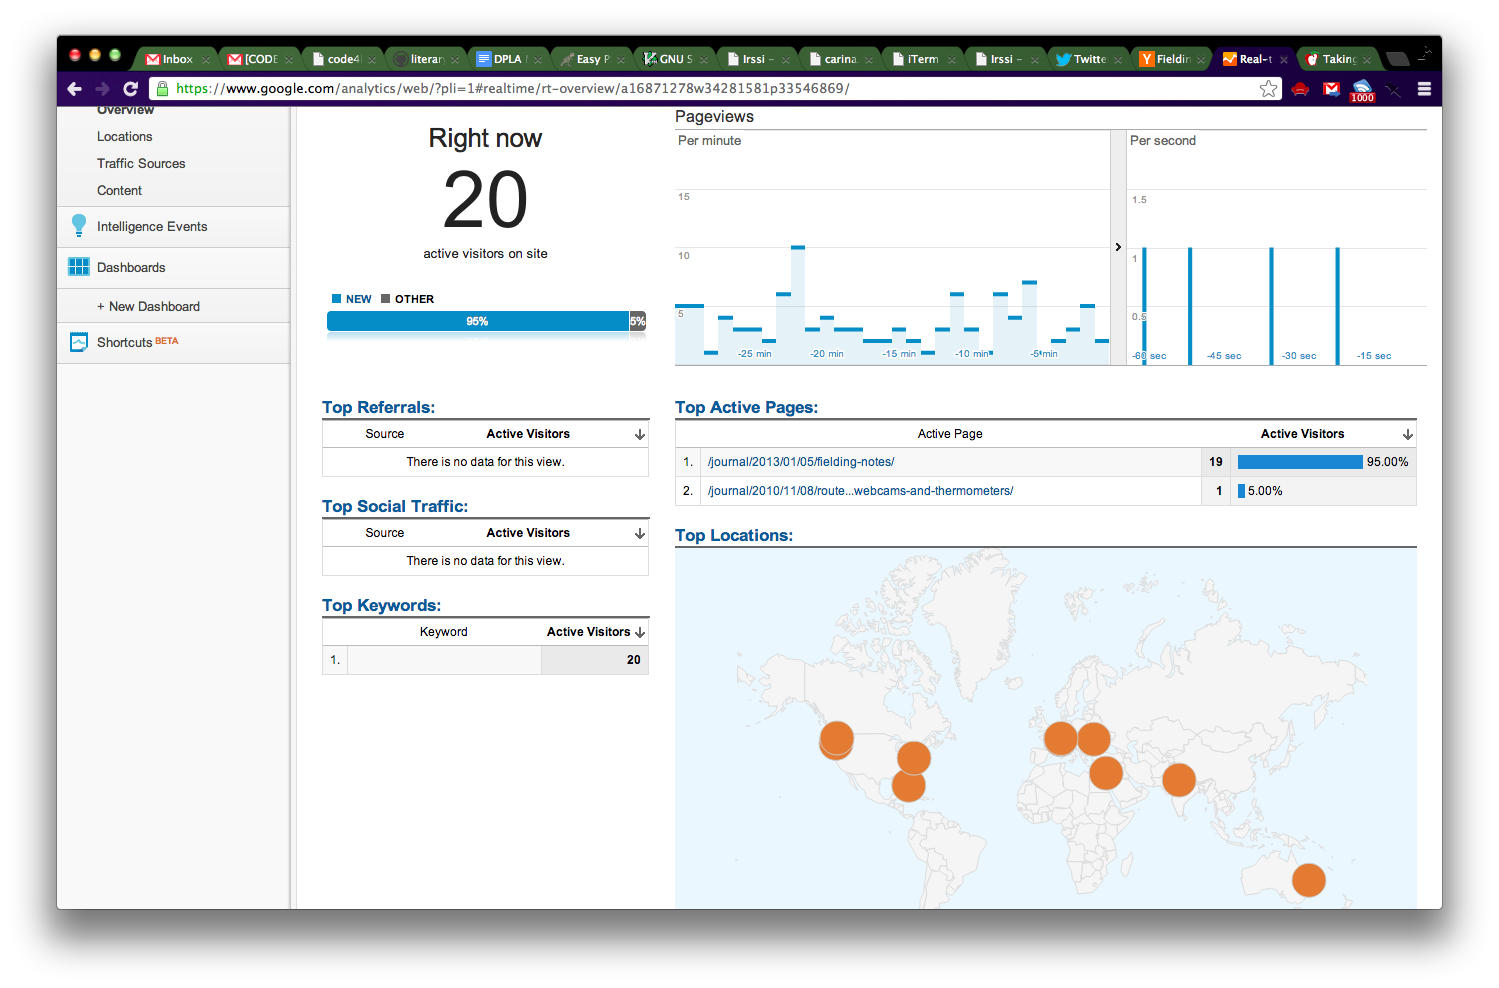 Inbox
[CODE
code4l
literar
DPLA
Easy P
GNU S
Irssi –
carina
iTerm
Irssi –
Twitte
Fieldin
Real-t
Taking
https://www.google.com/analytics/web/?pli=1#realtime/rt-overview/a16871278w34281581p33546869/
1000
Overview
Locations
Traffic Sources
Content
Intelligence Events
Dashboards
+ New Dashboard
Shortcuts BETA
Right now
20
active visitors on site
NEW OTHER
95% 5%
Pageviews
Per minute
15
10
5
-25 min -20 min -15 min -10 min -5 min
Per second
1.5
1
0.5
-60 sec -45 sec -30 sec -15 sec
Top Referrals:
Source Active Visitors
There is no data for this view.
Top Social Traffic:
Source Active Visitors
There is no data for this view.
Top Keywords:
Keyword Active Visitors
1. 20
Top Active Pages:
Active Page Active Visitors
1. /journal/2013/01/05/fielding-notes/ 19 95.00%
2. /journal/2010/11/08/route...webcams-and-thermometers/ 1 5.00%
Top Locations: